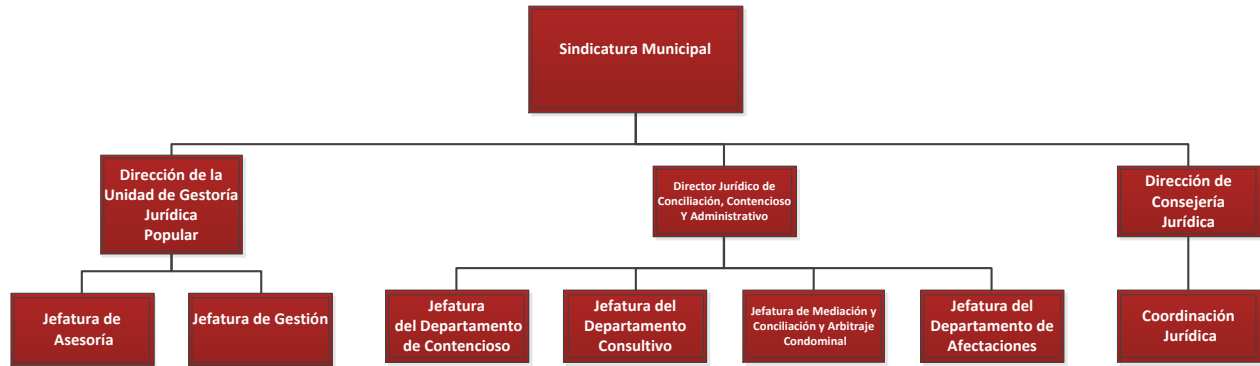 Sindicatura Municipal
Dirección de la
Unidad de Gestoría
Jurídica
Popular
Director Jurídico de
Conciliación, Contencioso
Y Administrativo
Dirección de
Consejería
Jurídica
Jefatura de
Asesoría
Jefatura de Gestión
Jefatura
del Departamento
de Contencioso
Jefatura del
Departamento
Consultivo
Jefatura de Mediación y
Conciliación y Arbitraje
Condominal
Jefatura del
Departamento de
Afectaciones
Coordinación
Jurídica